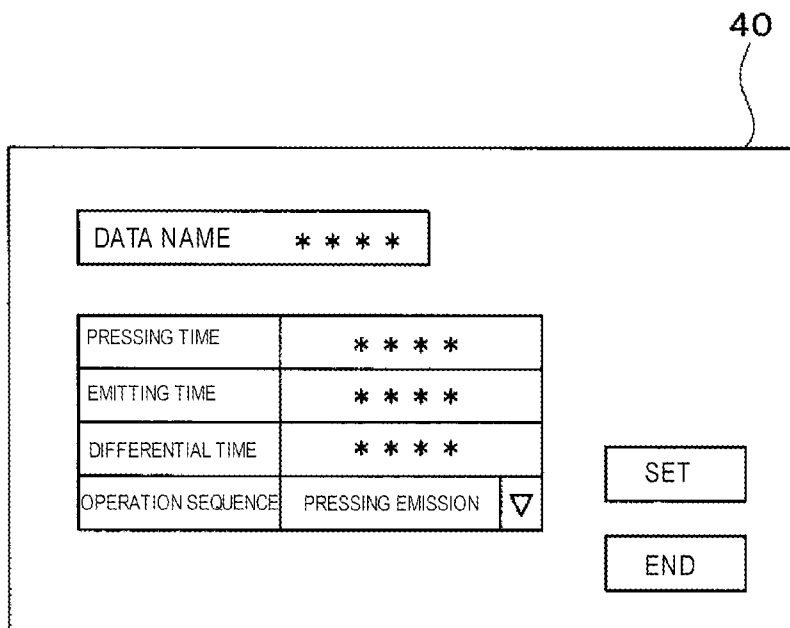 40
DATA NAME * * * *
PRESSING TIME * * * *
EMITTING TIME * * * *
DIFFERENTIAL TIME * * * *
OPERATION SEQUENCE PRESSING EMISSION ▽
SET
END